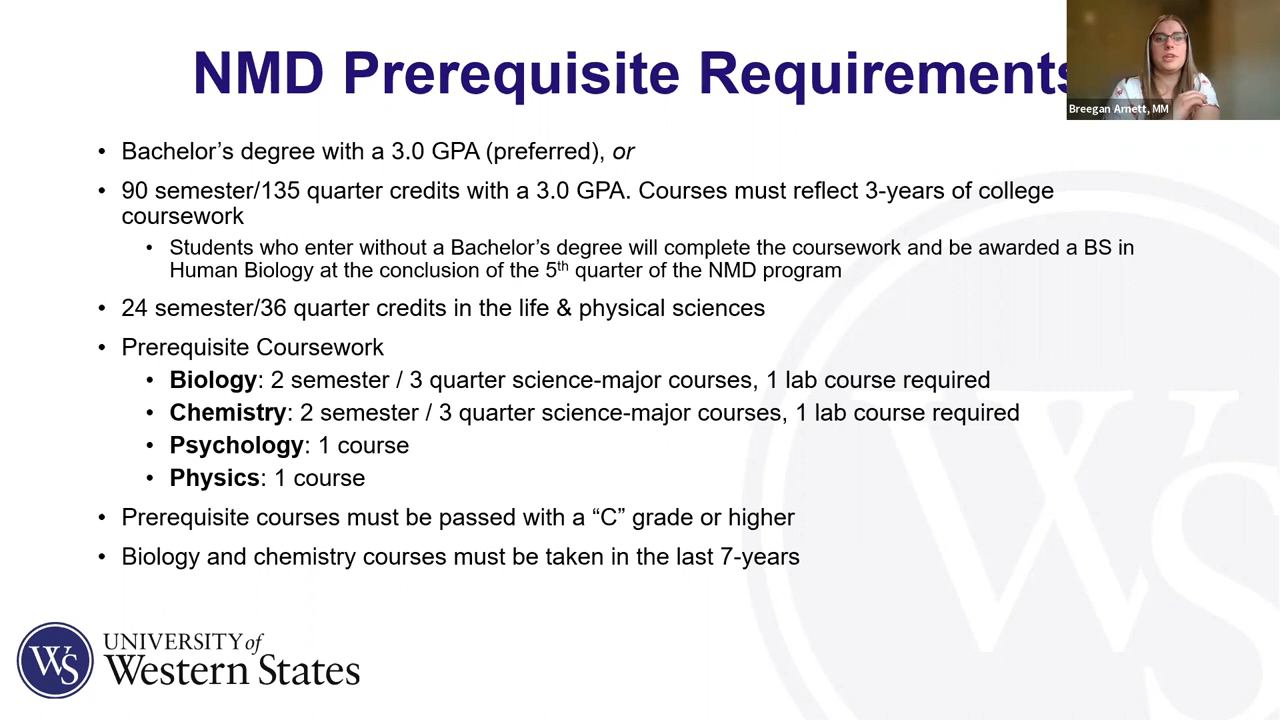 NMD Prerequisite Requirements
Breegan Arnett, MM
• Bachelor’s degree with a 3.0 GPA (preferred), or
• 90 semester/135 quarter credits with a 3.0 GPA. Courses must reflect 3-years of college
coursework
• Students who enter without a Bachelor’s degree will complete the coursework and be awarded a BS in
Human Biology at the conclusion of the 5th quarter of the NMD program
• 24 semester/36 quarter credits in the life & physical sciences
• Prerequisite Coursework
• Biology: 2 semester / 3 quarter science-major courses, 1 lab course required
• Chemistry: 2 semester / 3 quarter science-major courses, 1 lab course required
• Psychology: 1 course
• Physics: 1 course
• Prerequisite courses must be passed with a “C” grade or higher
• Biology and chemistry courses must be taken in the last 7-years
WS
UNIVERSITY of
Western States
WS